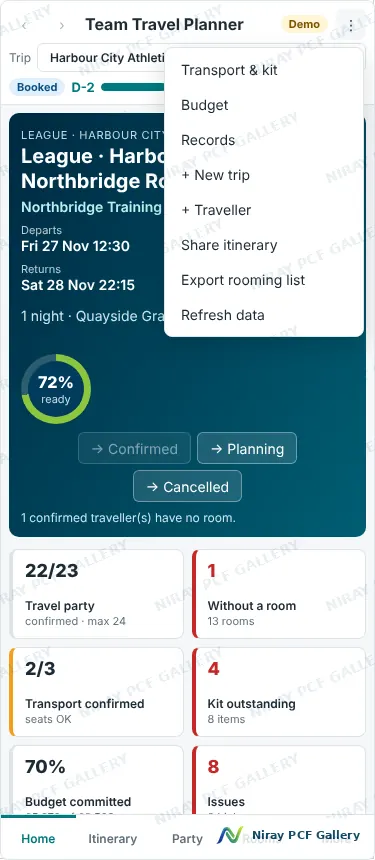 ‹ › Team Travel Planner Demo ⋮
Trip Harbour City Athleti
Booked D-2
Transport & kit
Budget
Records
+ New trip
+ Traveller
Share itinerary
Export rooming list
Refresh data
LEAGUE · HARBOUR CITY
League · Harbo
Northbridge Ro
Northbridge Training
Departs
Fri 27 Nov 12:30
Returns
Sat 28 Nov 22:15
1 night · Quayside Gra
72%
ready
→ Confirmed → Planning
→ Cancelled
1 confirmed traveller(s) have no room.
22/23
Travel party
confirmed · max 24
1
Without a room
13 rooms
2/3
Transport confirmed
seats OK
4
Kit outstanding
8 items
70%
Budget committed
8
Issues
Home Itinerary Party
Niray PCF Gallery
NIRAY PCF GALLERY